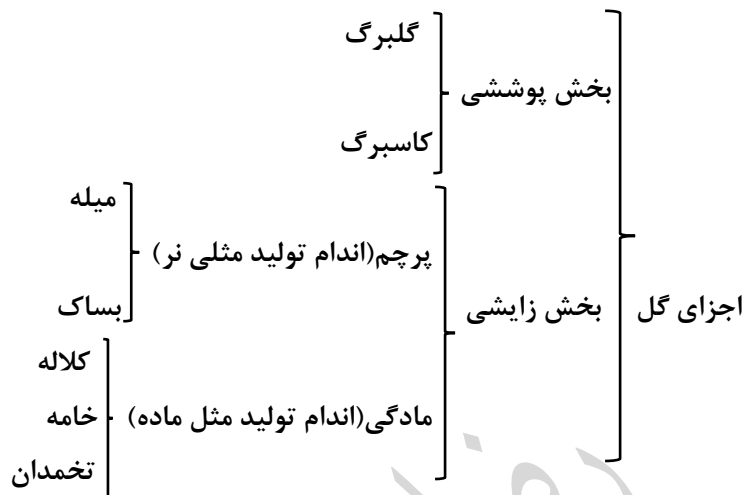 گلبرگ
بخش پوششی
کاسبرگ
میله
پرچم(اندام تولید مثلی نر)
بساک
اجزای گل
بخش زایشی
کلاله
مادگی(اندام تولید مثل ماده)
خامه
تخمدان